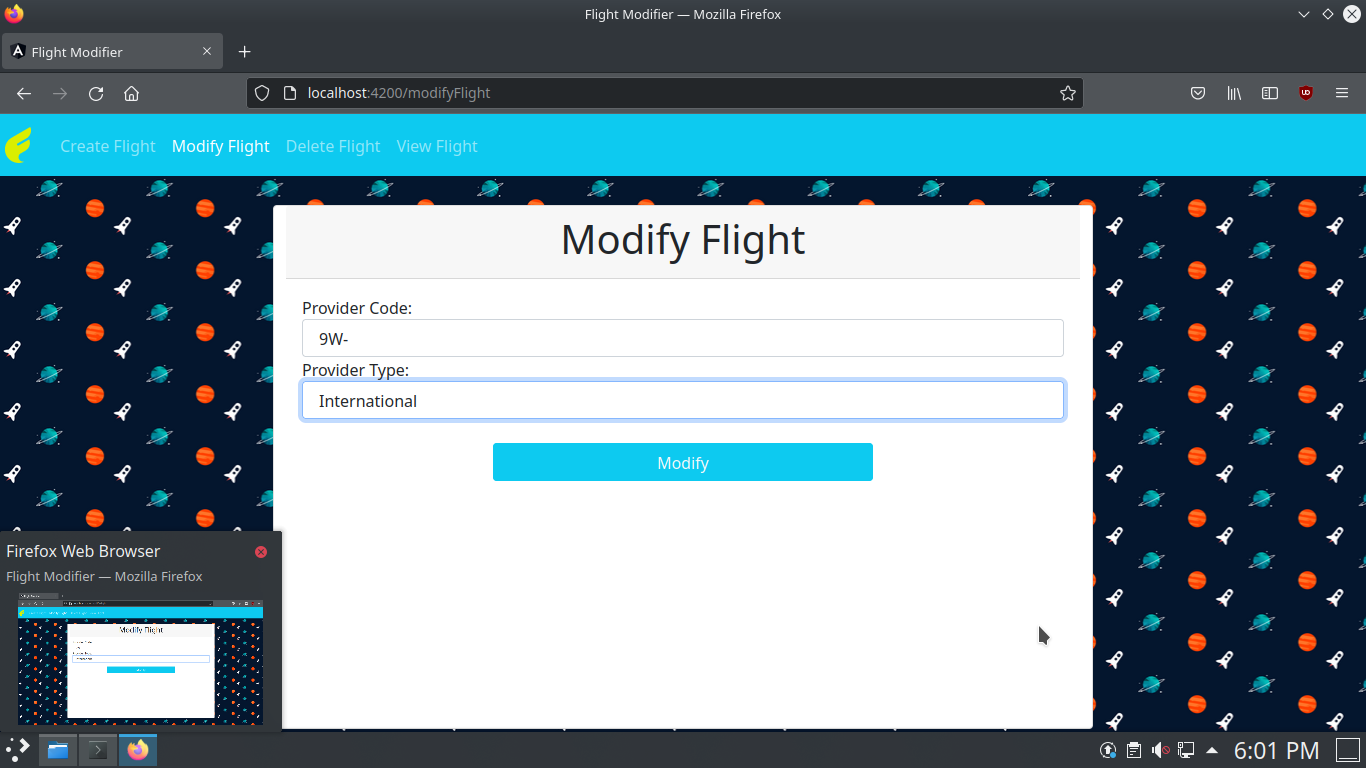 Flight Modifier — Mozilla Firefox
Flight Modifier
localhost:4200/modifyFlight
Create Flight Modify Flight Delete Flight View Flight
Modify Flight
Provider Code:
9W-
Provider Type:
International
Modify
Firefox Web Browser
Flight Modifier — Mozilla Firefox
Modify Flight
6:01 PM